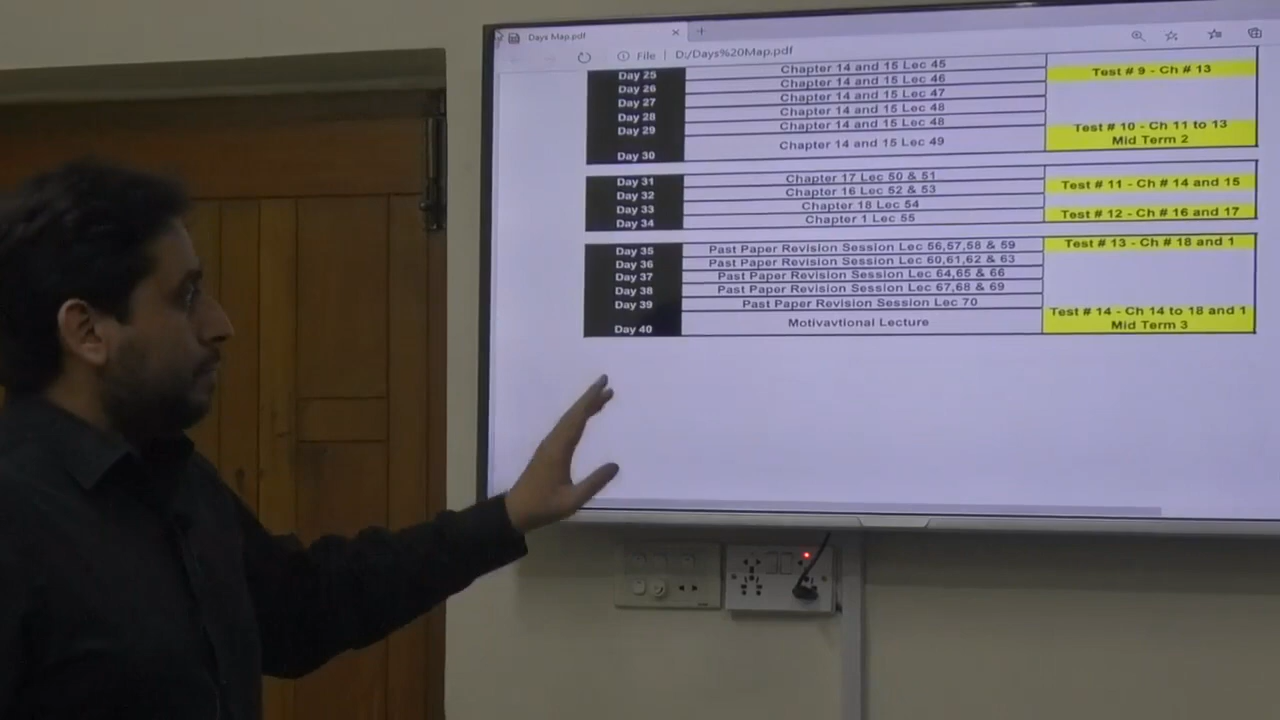 Days Map.pdf
File | D:/Days%20Map.pdf
Day 25 Chapter 14 and 15 Lec 45 Test # 9 - Ch # 13
Day 26 Chapter 14 and 15 Lec 46
Day 27 Chapter 14 and 15 Lec 47
Day 28 Chapter 14 and 15 Lec 48
Day 29 Chapter 14 and 15 Lec 48 Test # 10 - Ch 11 to 13
Day 30 Chapter 14 and 15 Lec 49 Mid Term 2
Day 31 Chapter 17 Lec 50 & 51 Test # 11 - Ch # 14 and 15
Day 32 Chapter 16 Lec 52 & 53
Day 33 Chapter 18 Lec 54 Test # 12 - Ch # 16 and 17
Day 34 Chapter 1 Lec 55
Day 35 Past Paper Revision Session Lec 56,57,58 & 59 Test # 13 - Ch # 18 and 1
Day 36 Past Paper Revision Session Lec 60,61,62 & 63
Day 37 Past Paper Revision Session Lec 64,65 & 66
Day 38 Past Paper Revision Session Lec 67,68 & 69
Day 39 Past Paper Revision Session Lec 70 Test # 14 - Ch 14 to 18 and 1
Day 40 Motivavtional Lecture Mid Term 3